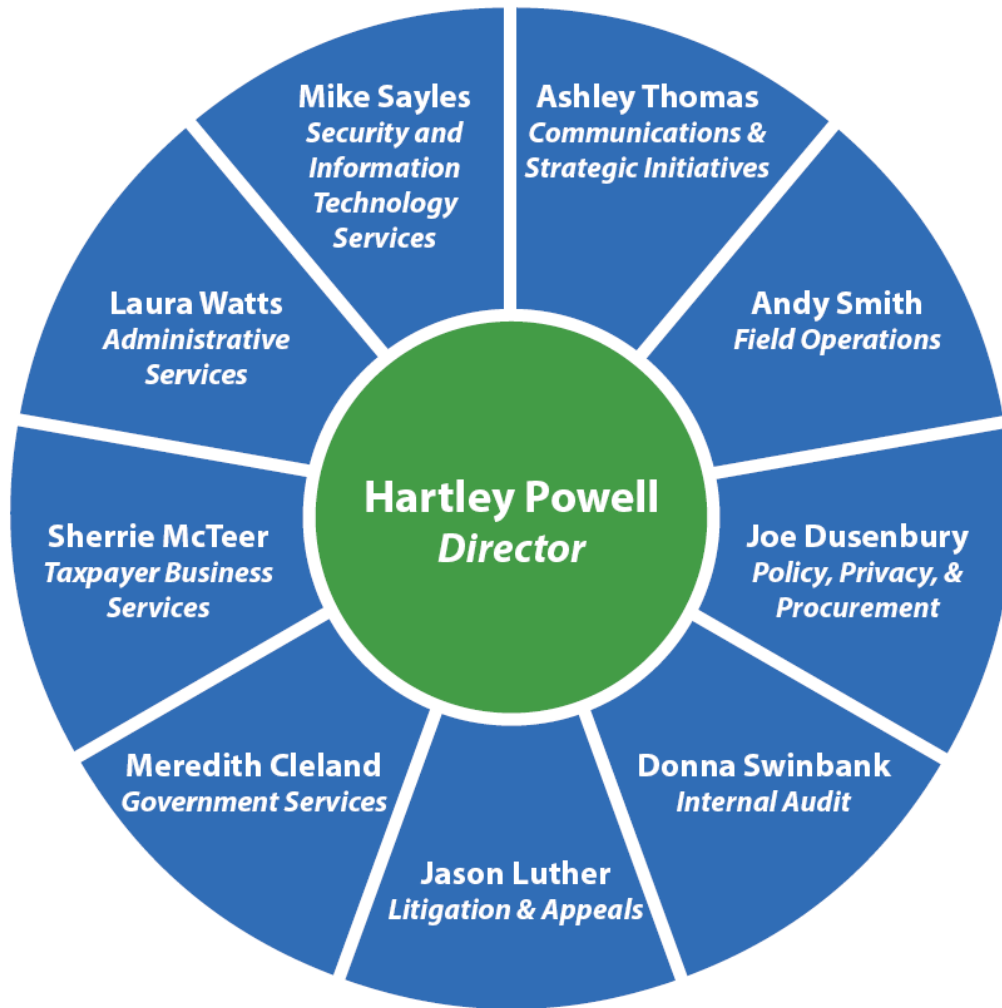 Mike Sayles
Security and
Information
Technology
Services
Ashley Thomas
Communications &
Strategic Initiatives
Andy Smith
Field Operations
Joe Dusenbury
Policy, Privacy, &
Procurement
Donna Swinbank
Internal Audit
Jason Luther
Litigation & Appeals
Meredith Cleland
Government Services
Sherrie McTeer
Taxpayer Business
Services
Laura Watts
Administrative
Services
Hartley Powell
Director